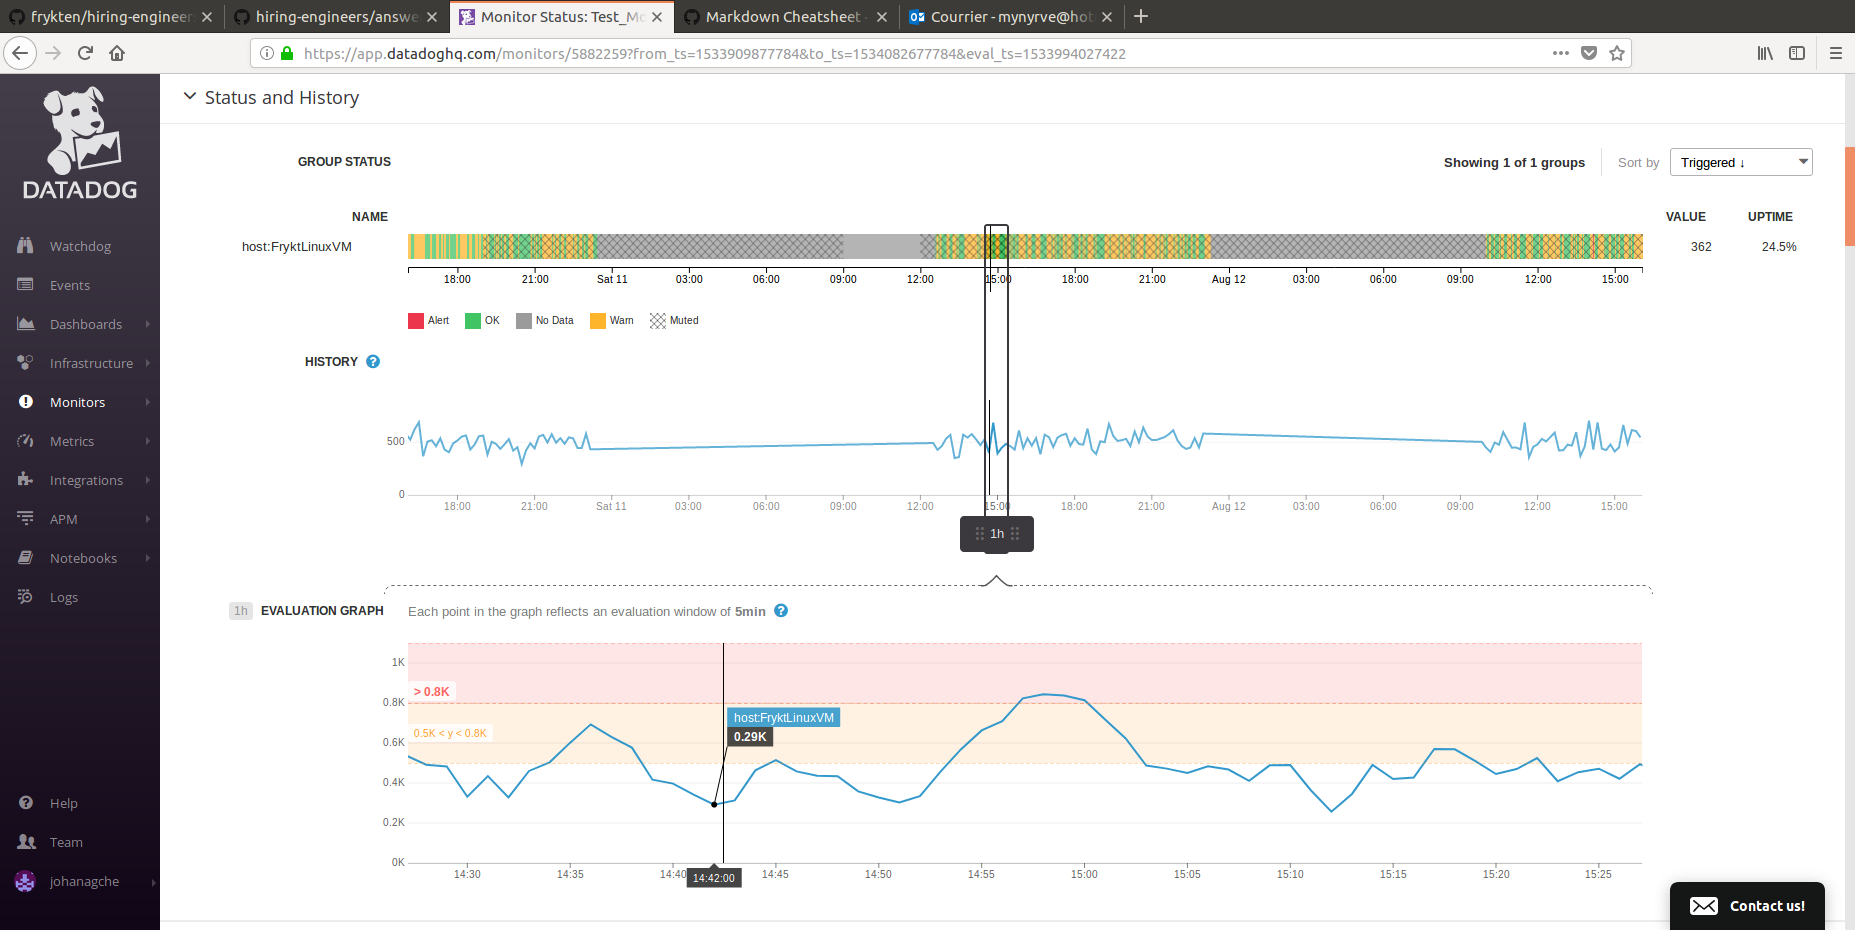 frykten/hiring-engineer
hiring-engineers/answe
Monitor Status: Test_Mo
Markdown Cheatsheet
Courrier - mynyrve@hot
https://app.datadoghq.com/monitors/5882259?from_ts=1533909877784&to_ts=1534082677784&eval_ts=1533994027422
DATADOG
Watchdog
Events
Dashboards
Infrastructure
Monitors
Metrics
Integrations
APM
Notebooks
Logs
Help
Team
johanagche
Status and History
GROUP STATUS
Showing 1 of 1 groups
Sort by
Triggered ↓
NAME
VALUE
UPTIME
host:FryktLinuxVM
362
24.5%
18:00 21:00 Sat 11 03:00 06:00 09:00 12:00 15:00 18:00 21:00 Aug 12 03:00 06:00 09:00 12:00 15:00
Alert OK No Data Warn Muted
HISTORY ?
500
0
18:00 21:00 Sat 11 03:00 06:00 09:00 12:00 15:00 18:00 21:00 Aug 12 03:00 06:00 09:00 12:00 15:00
1h
1h EVALUATION GRAPH Each point in the graph reflects an evaluation window of 5min ?
1K
> 0.8K
0.8K
host:FryktLinuxVM
0.5K < y < 0.8K
0.29K
0.6K
0.4K
0.2K
0K
14:30 14:35 14:40 14:42:00 14:45 14:50 14:55 15:00 15:05 15:10 15:15 15:20 15:25
Contact us!